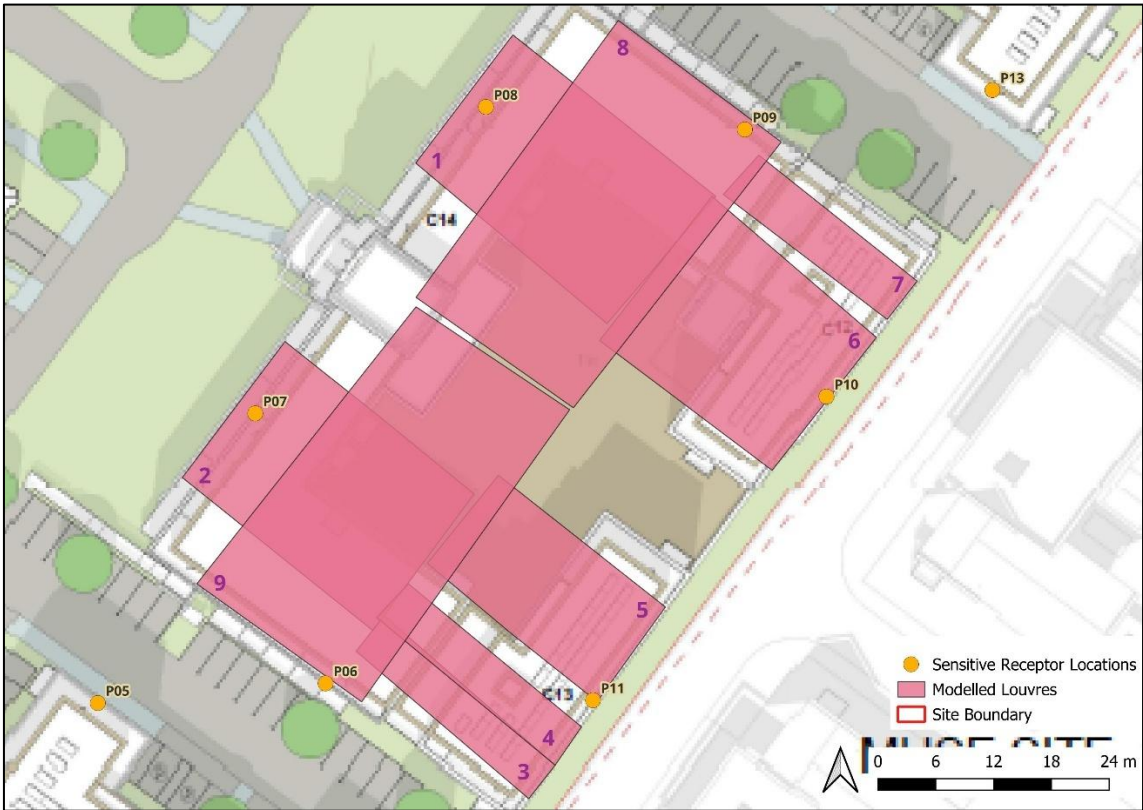 8
P13
P08
P09
1
C14
7
6
P10
P07
2
9
5
P06
C13
P11
P05
4
3
Sensitive Receptor Locations
Modelled Louvres
Site Boundary
0 6 12 18 24 m